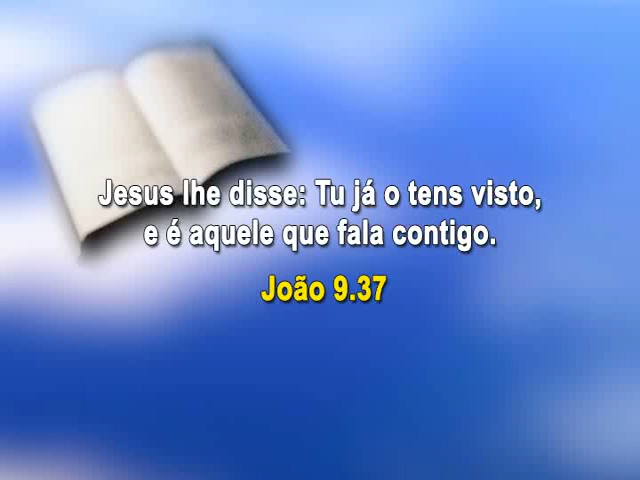 Jesus lhe disse: Tu já o tens visto,
e é aquele que fala contigo.
João 9.37